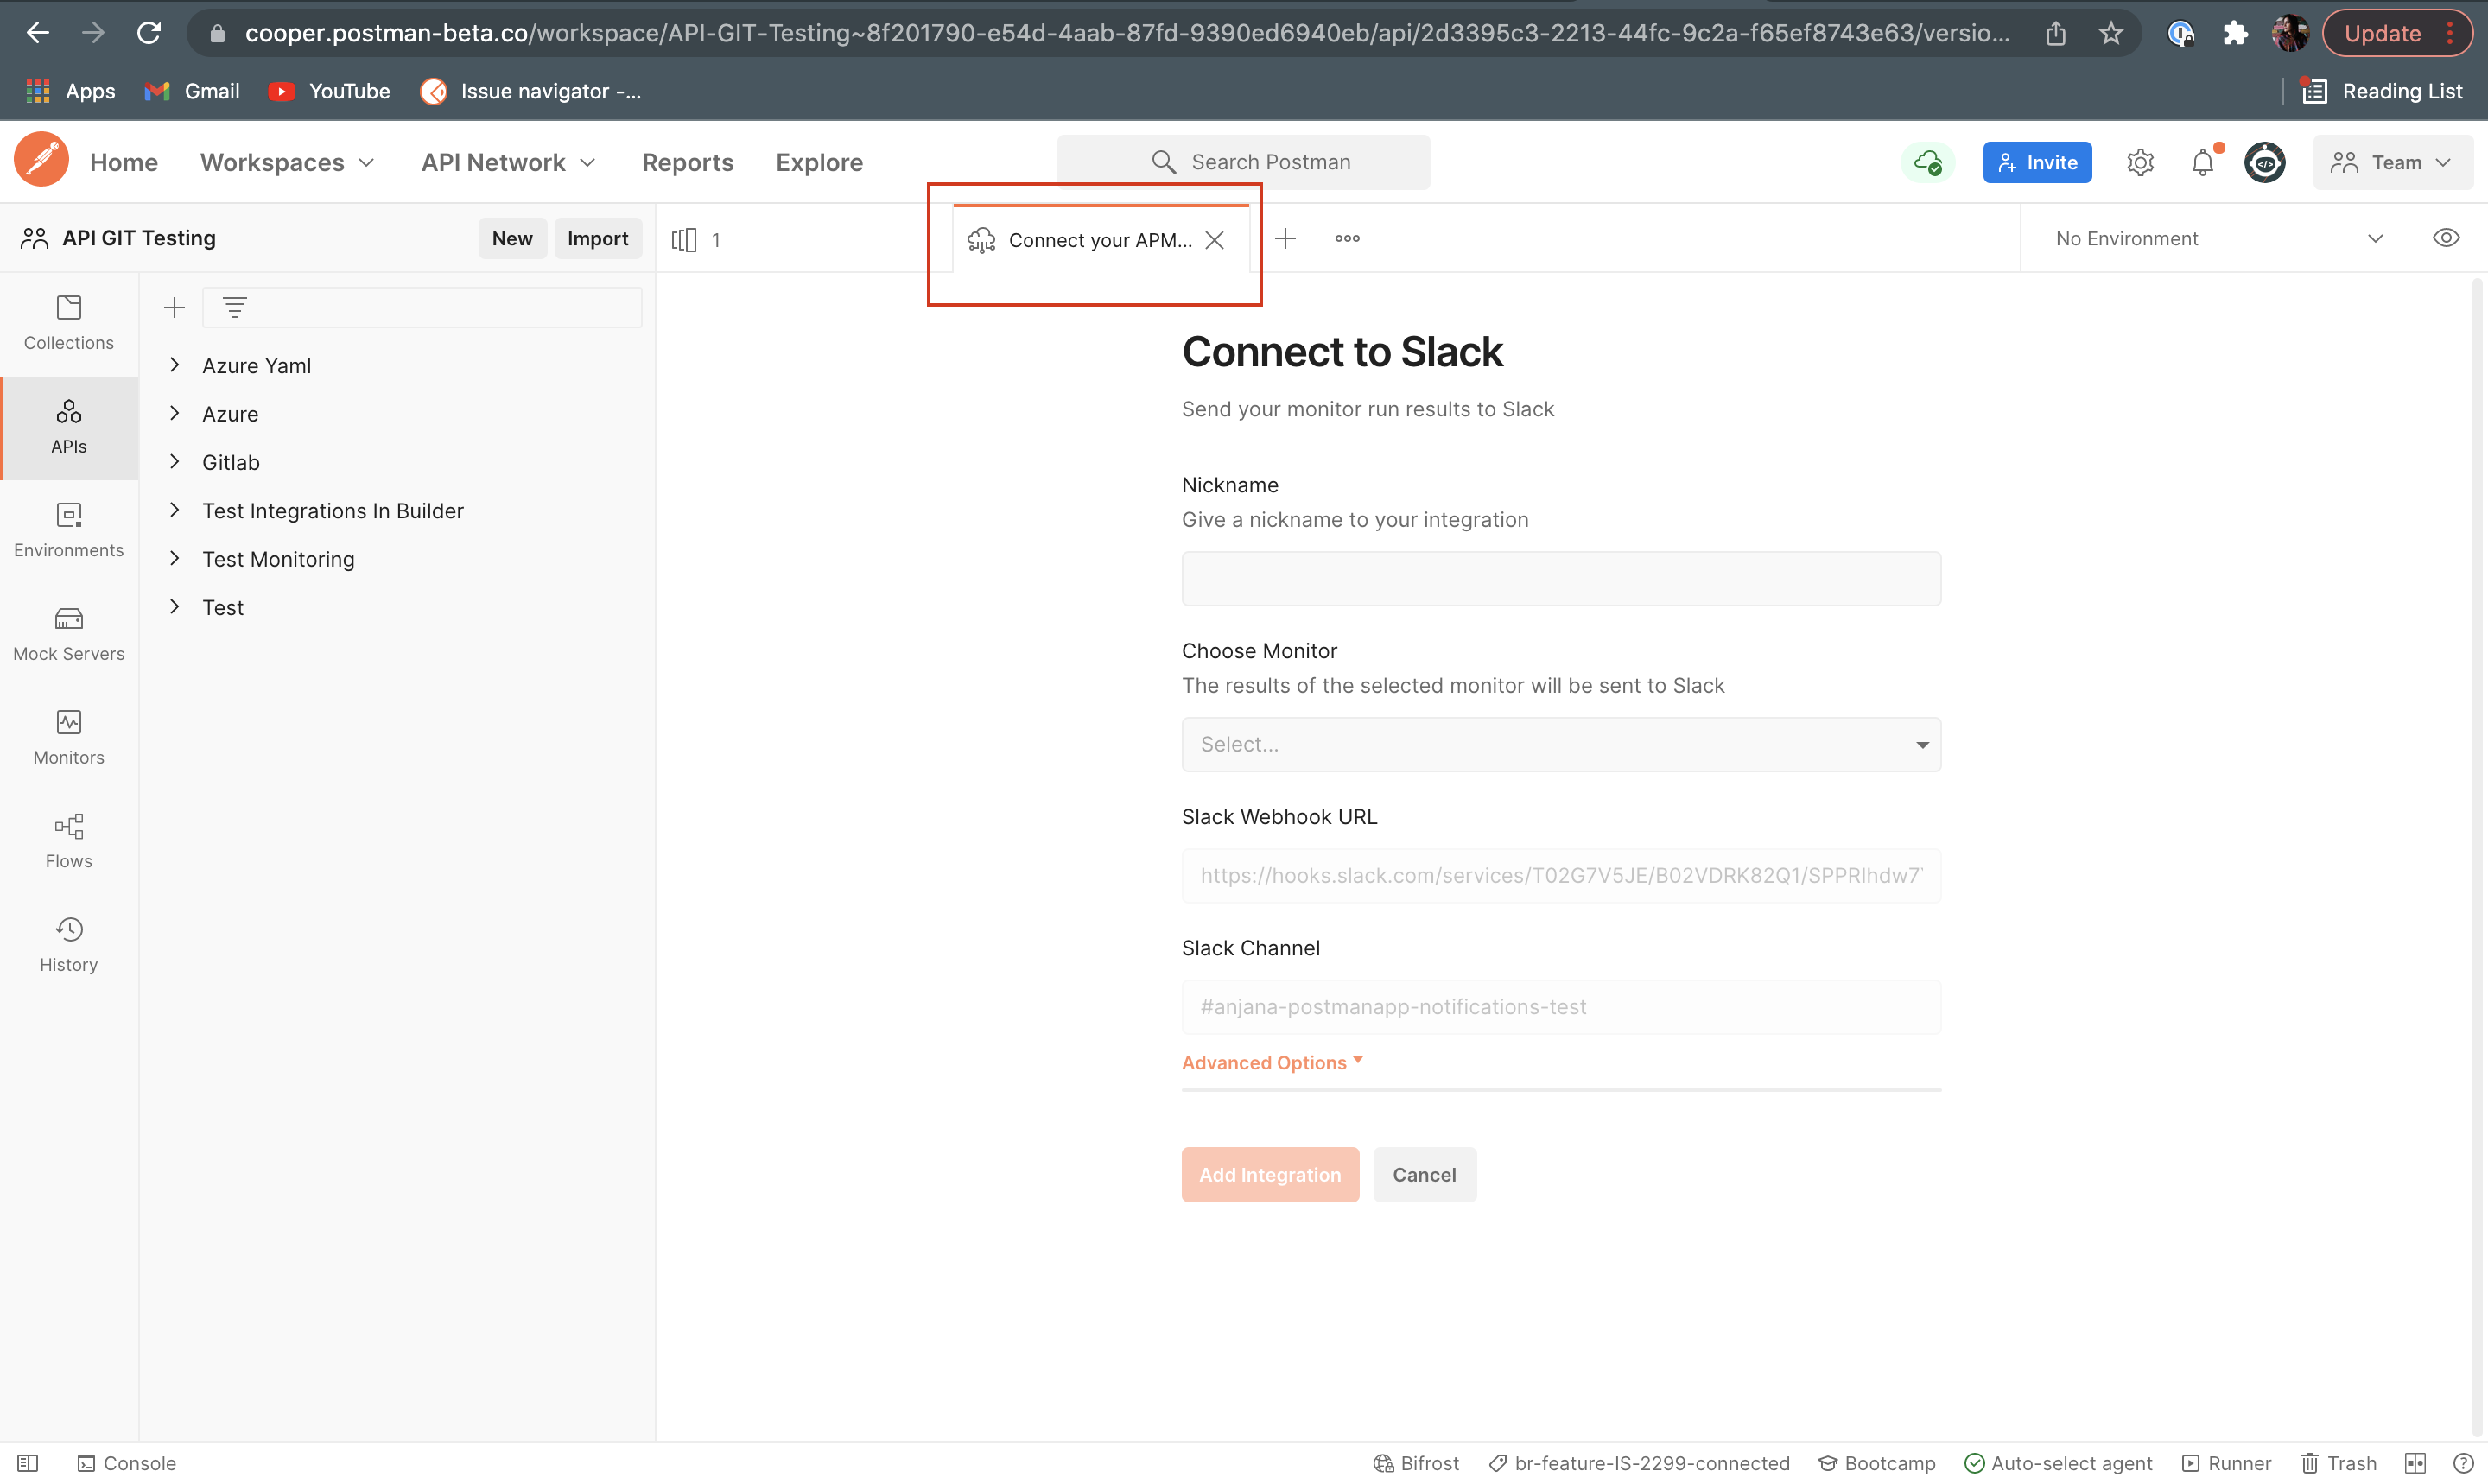 cooper.postman-beta.co/workspace/API-GIT-Testing~8f201790-e54d-4aab-87fd-9390ed6940eb/api/2d3395c3-2213-44fc-9c2a-f65ef8743e63/versio...
Update
Apps
Gmail
YouTube
Issue navigator -...
Reading List
Home
Workspaces
API Network
Reports
Explore
Search Postman
Invite
Team
API GIT Testing
New
Import
1
Connect your APM...
No Environment
Collections
APIs
Environments
Mock Servers
Monitors
Flows
History
Azure Yaml
Azure
Gitlab
Test Integrations In Builder
Test Monitoring
Test
Connect to Slack
Send your monitor run results to Slack
Nickname
Give a nickname to your integration
Choose Monitor
The results of the selected monitor will be sent to Slack
Select...
Slack Webhook URL
https://hooks.slack.com/services/T02G7V5JE/B02VDRK82Q1/SPPRIhdw7
Slack Channel
#anjana-postmanapp-notifications-test
Advanced Options
Add Integration
Cancel
Console
Bifrost
br-feature-IS-2299-connected
Bootcamp
Auto-select agent
Runner
Trash